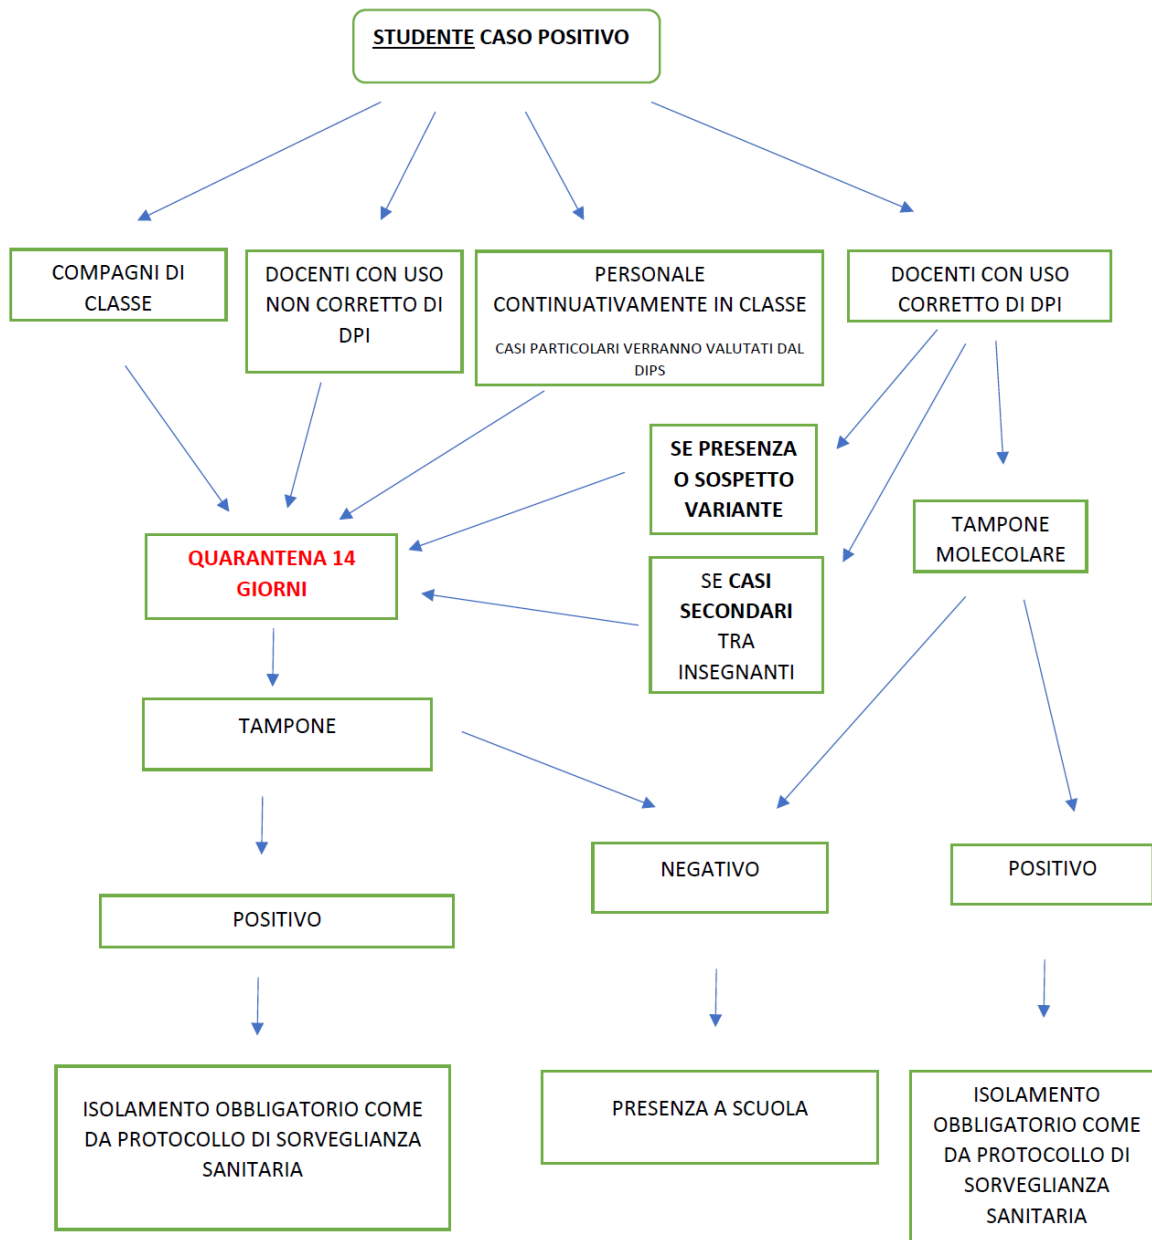 STUDENTE CASO POSITIVO
COMPAGNI DI
CLASSE
DOCENTI CON USO
NON CORRETTO DI
DPI
PERSONALE
CONTINUATIVAMENTE IN CLASSE
CASI PARTICOLARI VERRANNO VALUTATI DAL
DIPS
DOCENTI CON USO
CORRETTO DI DPI
SE PRESENZA
O SOSPETTO
VARIANTE
TAMPONE
MOLECOLARE
QUARANTENA 14
GIORNI
SE CASI
SECONDARI
TRA
INSEGNANTI
TAMPONE
NEGATIVO
POSITIVO
POSITIVO
ISOLAMENTO OBBLIGATORIO COME
DA PROTOCOLLO DI SORVEGLIANZA
SANITARIA
PRESENZA A SCUOLA
ISOLAMENTO
OBBLIGATORIO COME
DA PROTOCOLLO DI
SORVEGLIANZA
SANITARIA